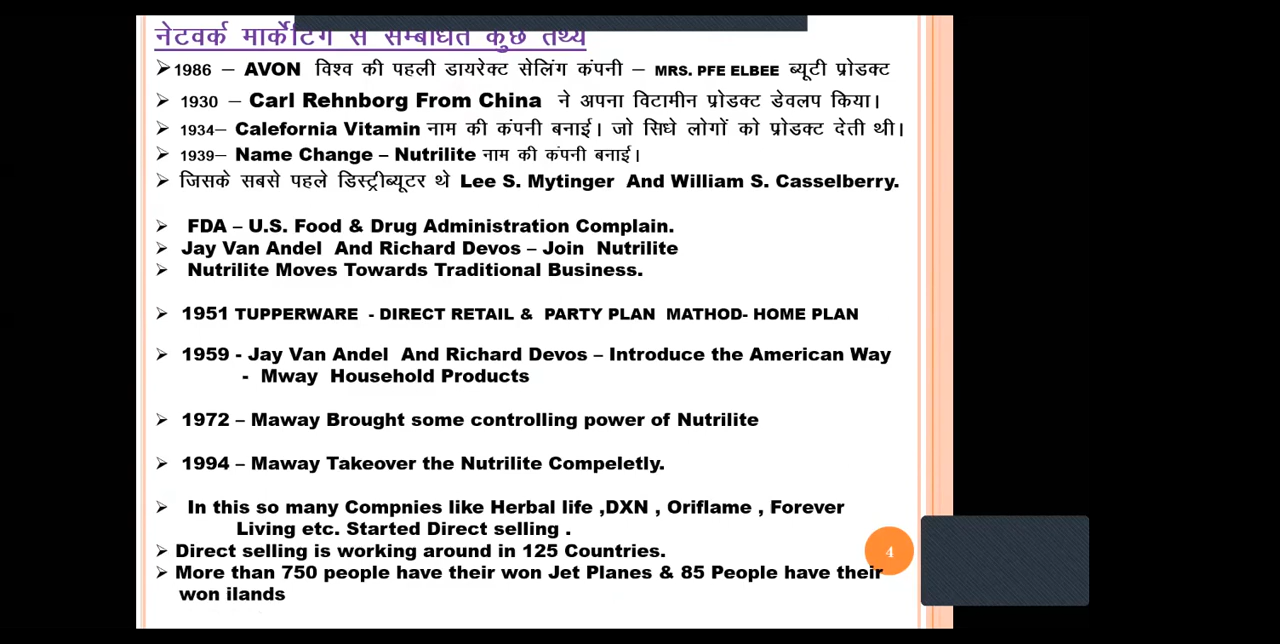 नेटवर्क मार्केटिंग से सम्बंधित कुछ तथ्य
➢1986 – AVON विश्व की पहली डायरेक्ट सेलिंग कंपनी – MRS. PFE ELBEE ब्यूटी प्रोडक्ट
➢ 1930 – Carl Rehnborg From China ने अपना विटामीन प्रोडक्ट डेवलप किया।
➢ 1934– Calefornia Vitamin नाम की कंपनी बनाई। जो सिधे लोगों को प्रोडक्ट देती थी।
➢ 1939– Name Change – Nutrilite नाम की कंपनी बनाई।
➢ जिसके सबसे पहले डिस्ट्रीब्यूटर थे Lee S. Mytinger And William S. Casselberry.
➢ FDA – U.S. Food & Drug Administration Complain.
➢ Jay Van Andel And Richard Devos – Join Nutrilite
➢ Nutrilite Moves Towards Traditional Business.
➢ 1951 TUPPERWARE - DIRECT RETAIL & PARTY PLAN MATHOD- HOME PLAN
➢ 1959 - Jay Van Andel And Richard Devos – Introduce the American Way
- Mway Household Products
➢ 1972 – Maway Brought some controlling power of Nutrilite
➢ 1994 – Maway Takeover the Nutrilite Compeletly.
➢ In this so many Compnies like Herbal life ,DXN , Oriflame , Forever
Living etc. Started Direct selling .
➢ Direct selling is working around in 125 Countries.
➢ More than 750 people have their won Jet Planes & 85 People have their
won ilands
4